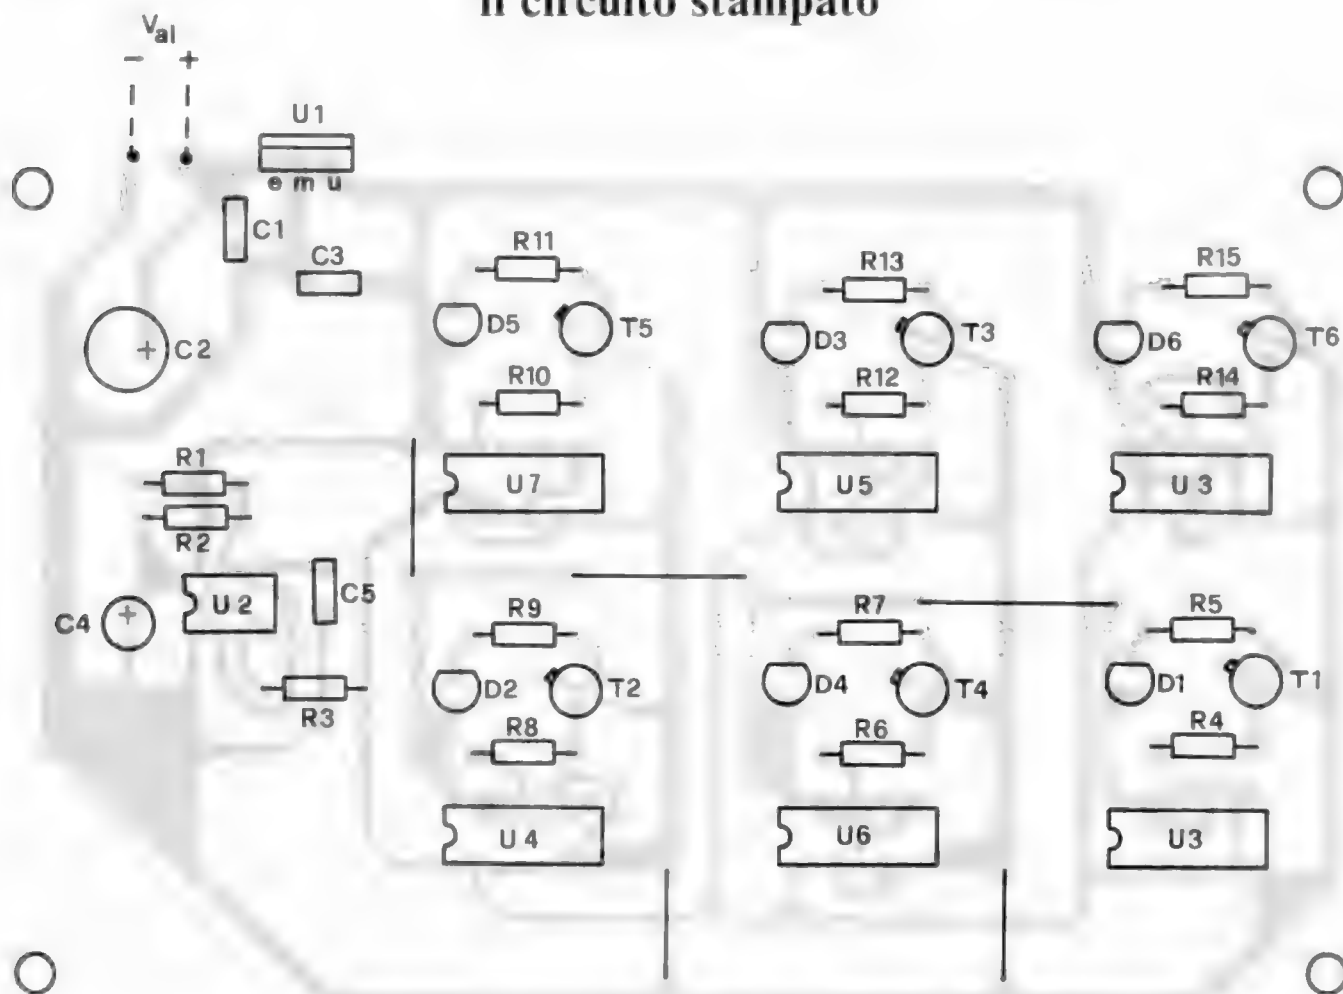 Il circuito stampato
Val
− +
U1
e m u
C1
C3
R11
R13
R15
D5
T5
D3
T3
D6
T6
+ C2
R10
R12
R14
R1
U7
U5
U3
R2
U2
C5
C4
+
R9
R7
R5
D2
T2
D4
T4
D1
T1
R3
R8
R6
R4
U4
U6
U3